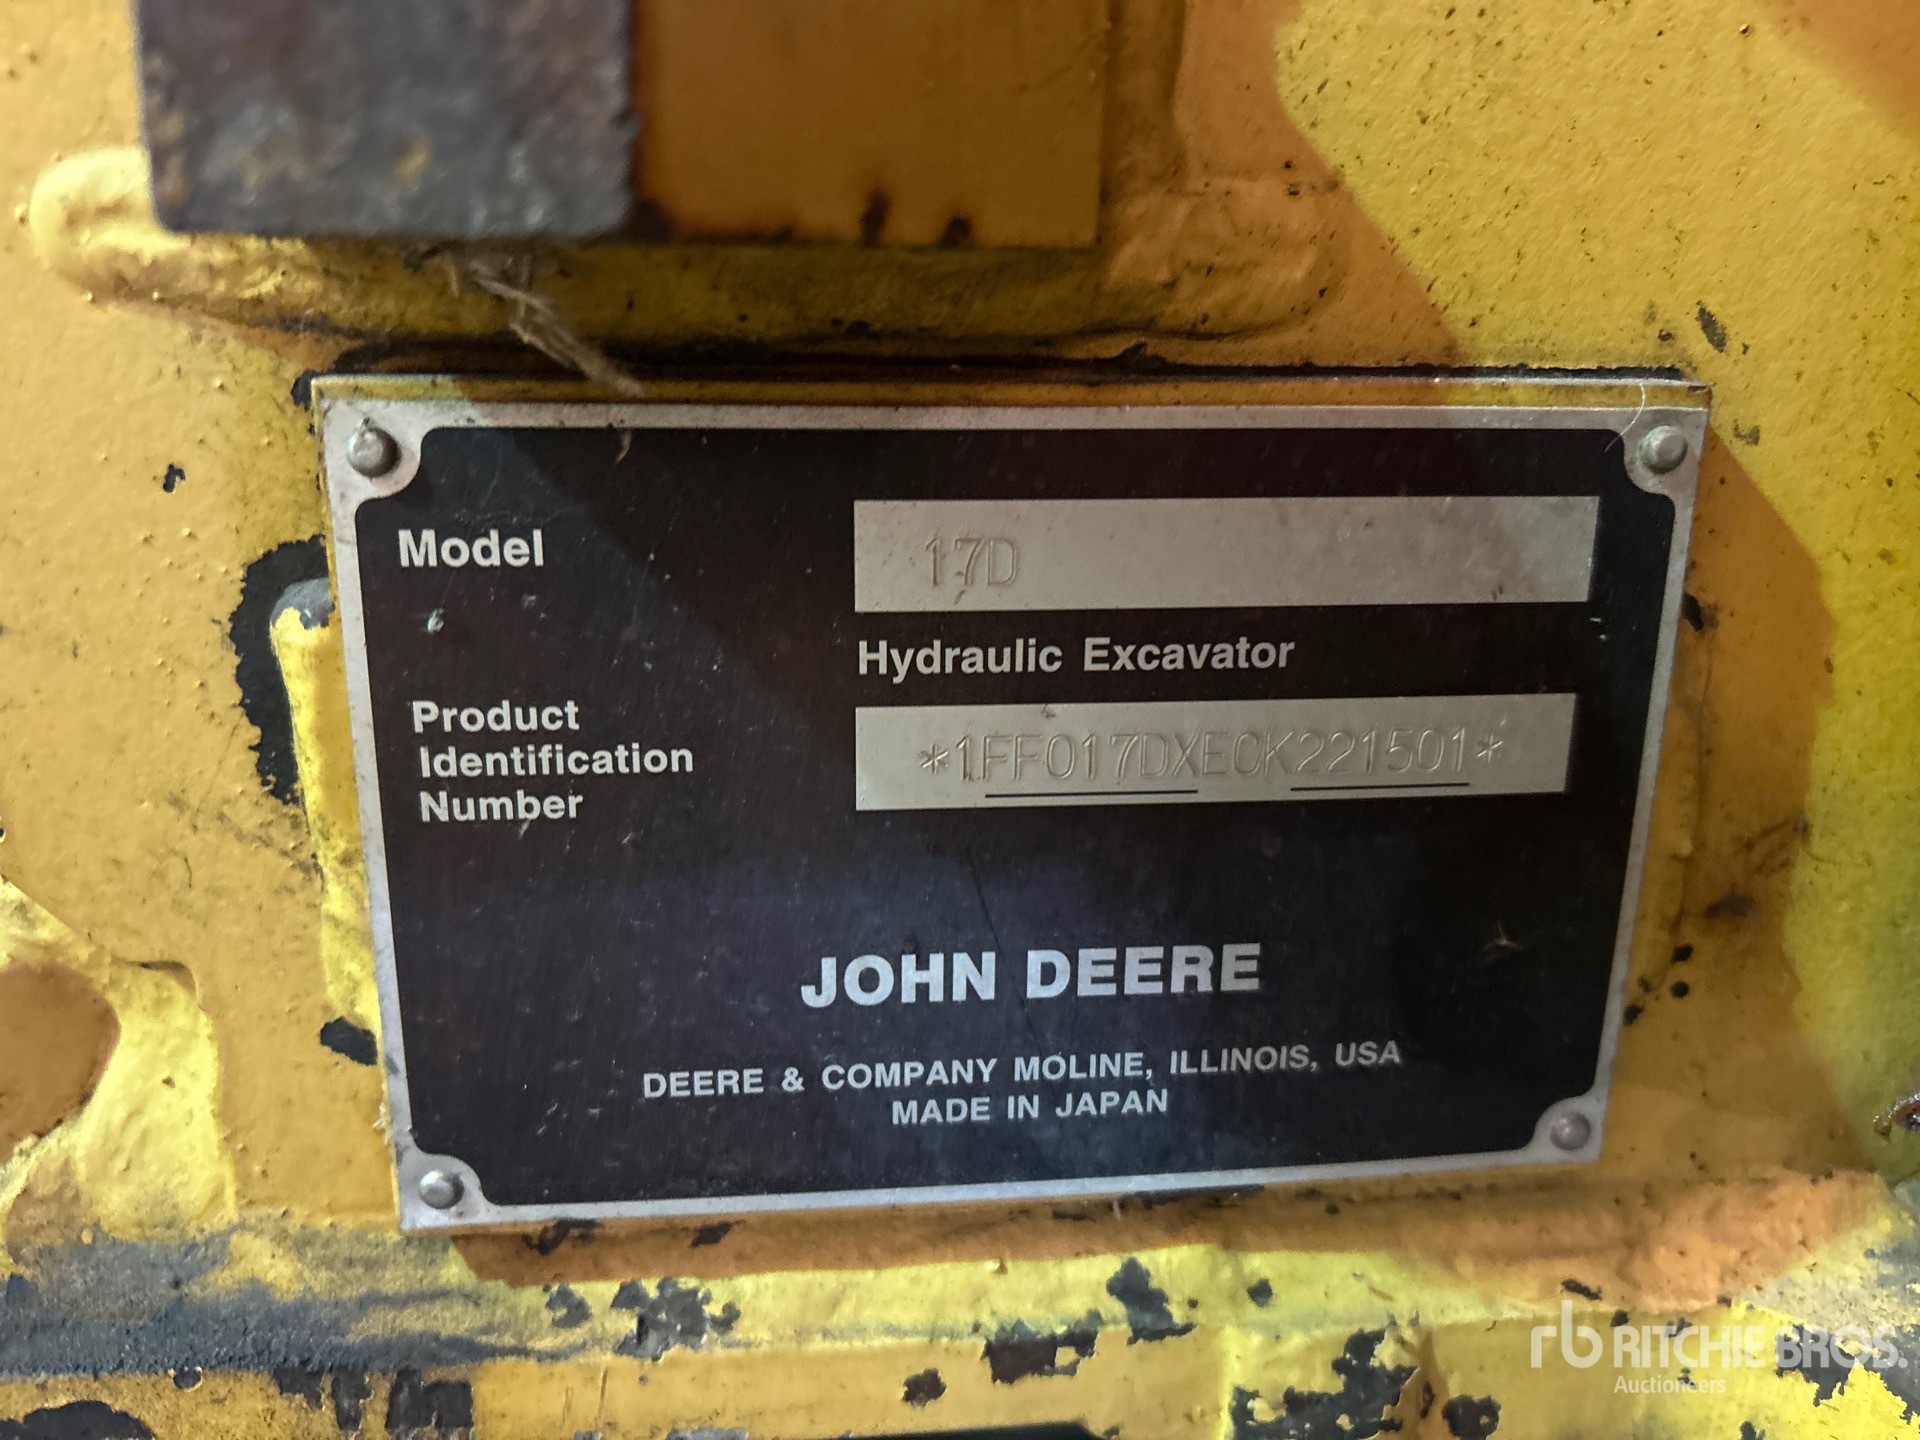 Model
17D
Hydraulic Excavator
Product
Identification
Number
*1FF017DXECK221501*
JOHN DEERE
DEERE & COMPANY MOLINE, ILLINOIS, USA
MADE IN JAPAN
rb RITCHIE BROS.
Auctioneers